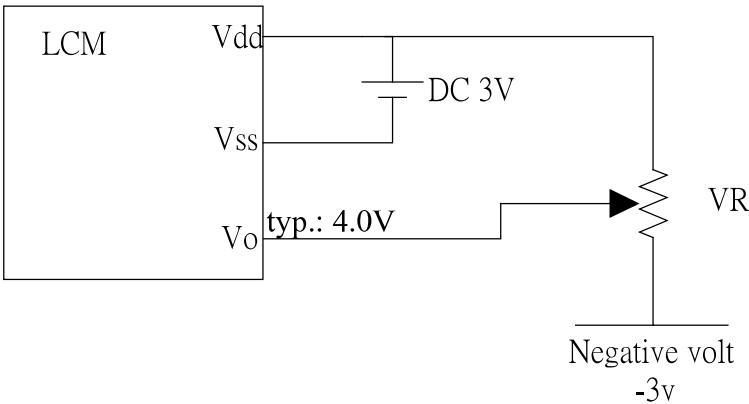 LCM
Vdd
DC 3V
Vss
VR
typ.: 4.0V
Vo
Negative volt
-3v